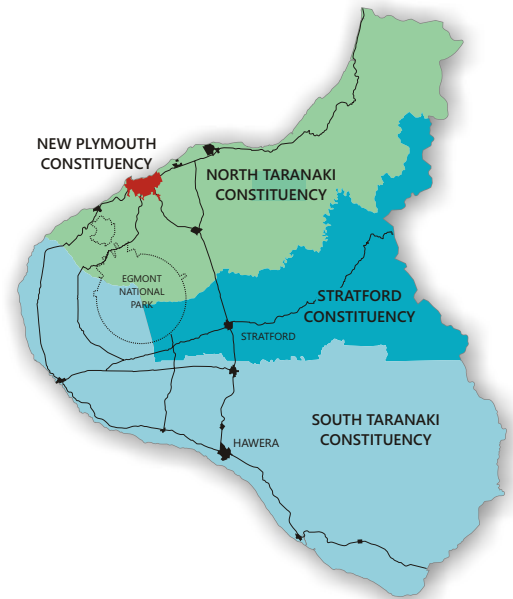 NEW PLYMOUTH
CONSTITUENCY
NORTH TARANAKI
CONSTITUENCY
EGMONT
NATIONAL
PARK
STRATFORD
CONSTITUENCY
STRATFORD
SOUTH TARANAKI
CONSTITUENCY
HAWERA